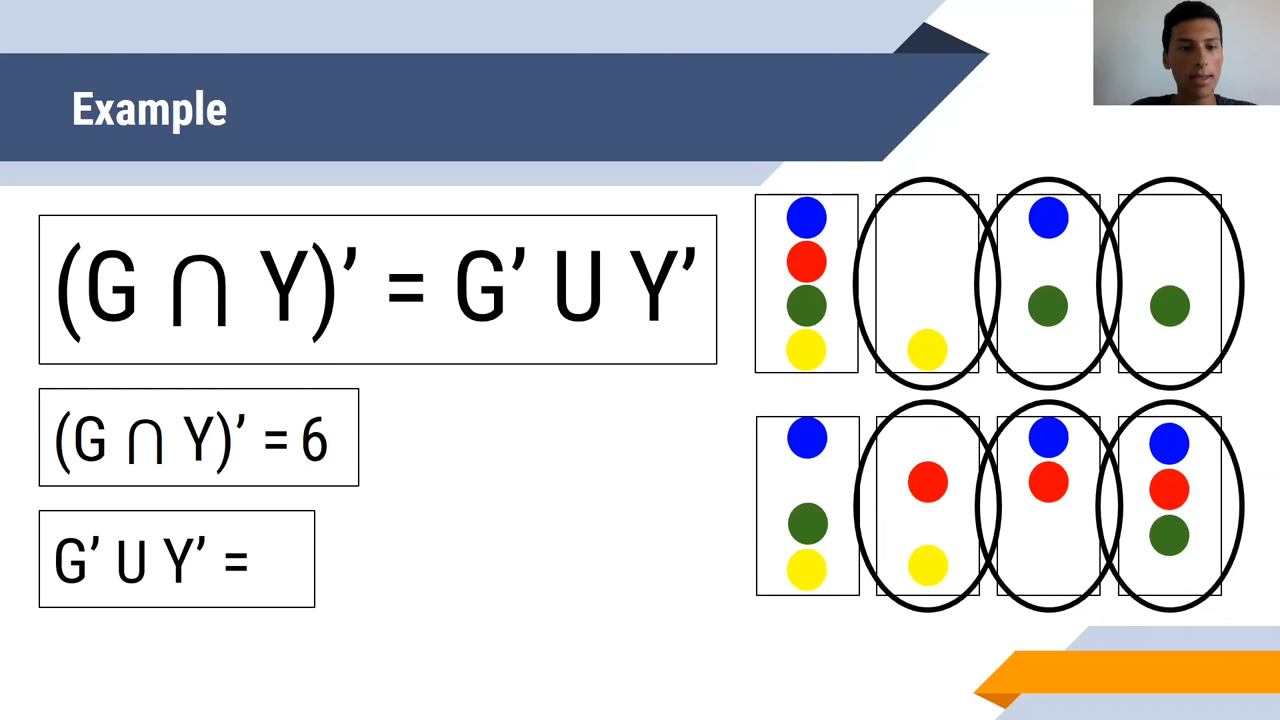 Example
(G ∩ Y)’ = G’ U Y’
(G ∩ Y)’ = 6
G’ U Y’ =